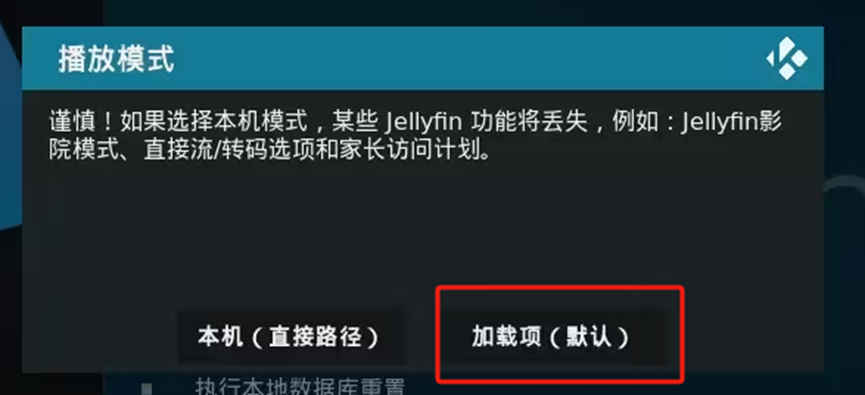 播放模式
谨慎！如果选择本机模式，某些 Jellyfin 功能将丢失，例如：Jellyfin影
院模式、直接流/转码选项和家长访问计划。
本机（直接路径）
加载项（默认）
执行本地数据库重置